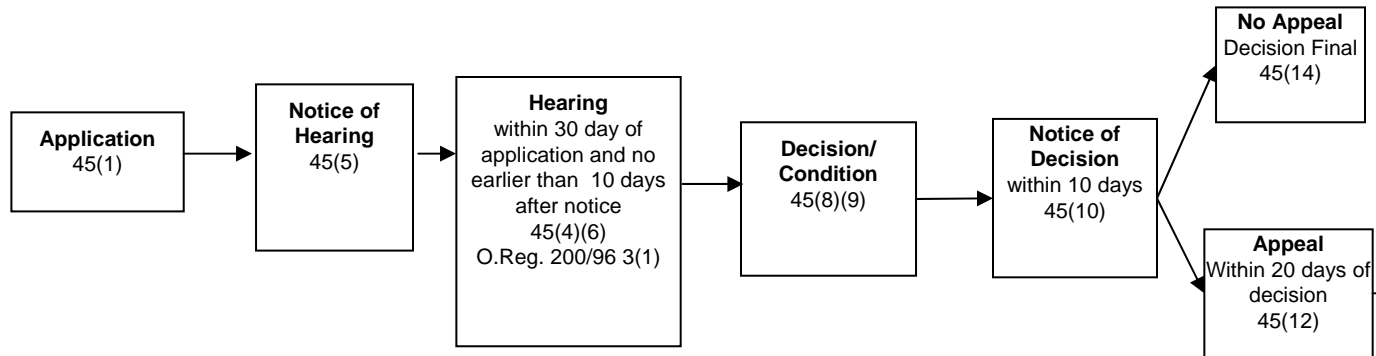 Application
45(1)
Notice of
Hearing
45(5)
Hearing
within 30 day of
application and no
earlier than 10 days
after notice
45(4)(6)
O.Reg. 200/96 3(1)
Decision/
Condition
45(8)(9)
Notice of
Decision
within 10 days
45(10)
No Appeal
Decision Final
45(14)
Appeal
Within 20 days of
decision
45(12)